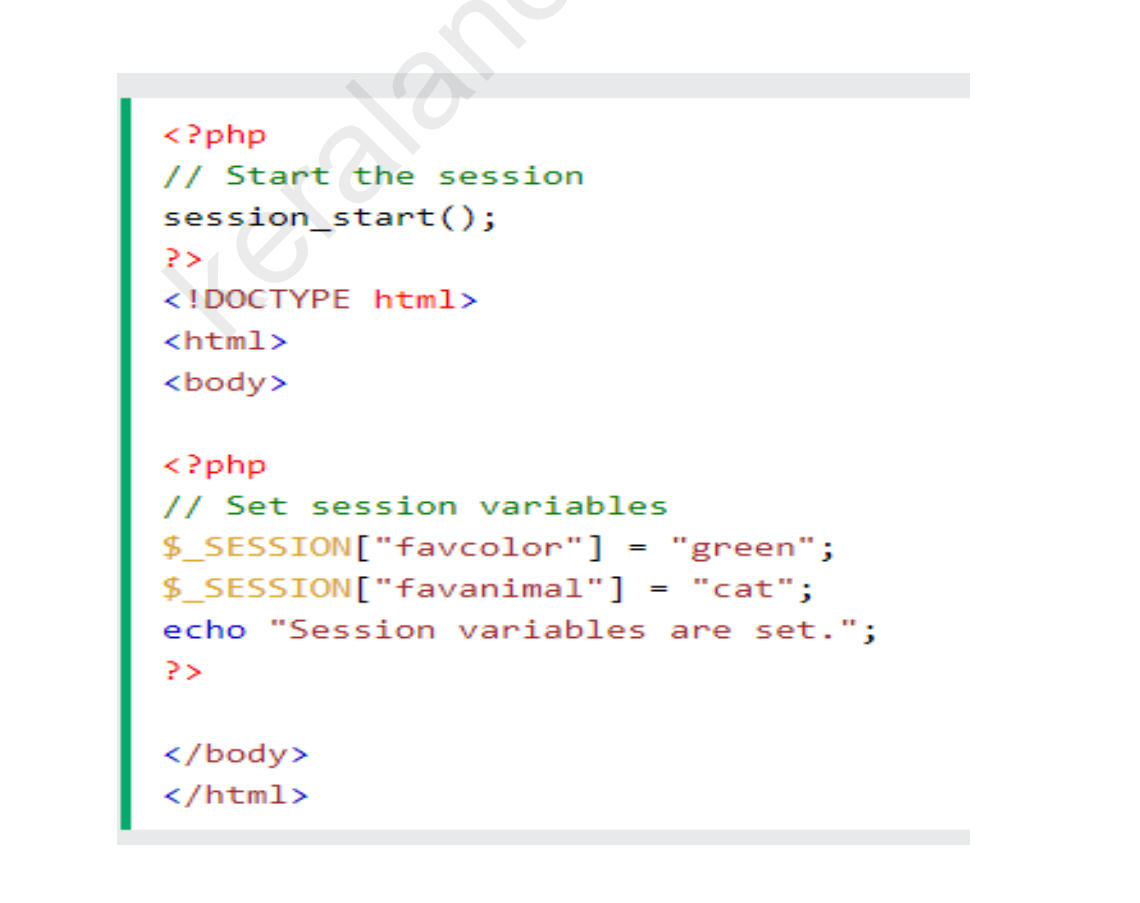 <?php
// Start the session
session_start();
?>
<!DOCTYPE html>
<html>
<body>

<?php
// Set session variables
$_SESSION["favcolor"] = "green";
$_SESSION["favanimal"] = "cat";
echo "Session variables are set.";
?>

</body>
</html>